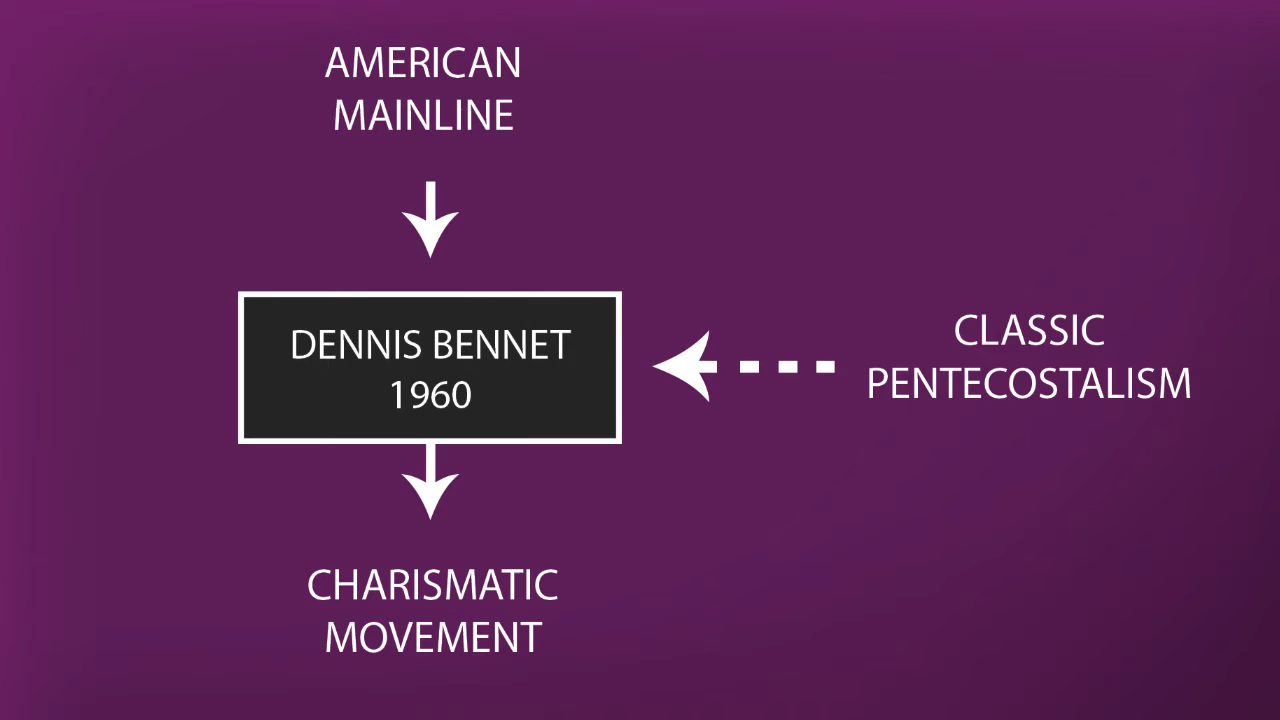 AMERICAN
MAINLINE
DENNIS BENNET
1960
CLASSIC
PENTECOSTALISM
CHARISMATIC
MOVEMENT